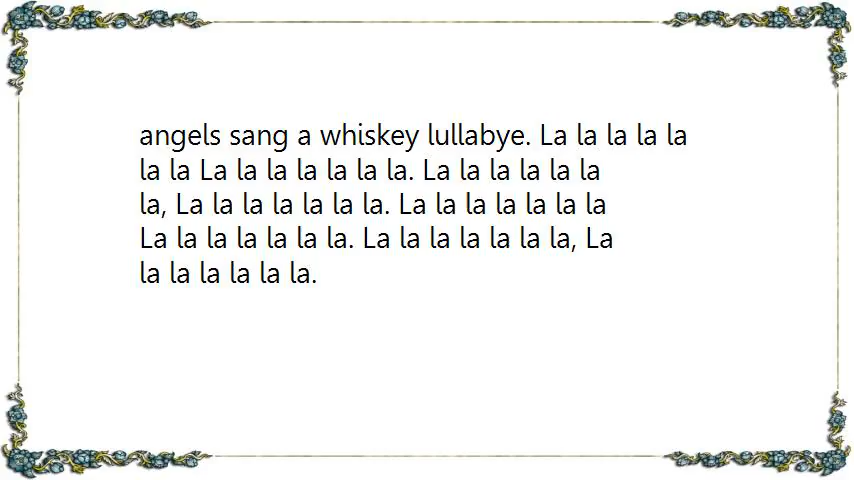 angels sang a whiskey lullabye. La la la la la
la la La la la la la la la. La la la la la la
la, La la la la la la la. La la la la la la la
La la la la la la la. La la la la la la la, La
la la la la la la.